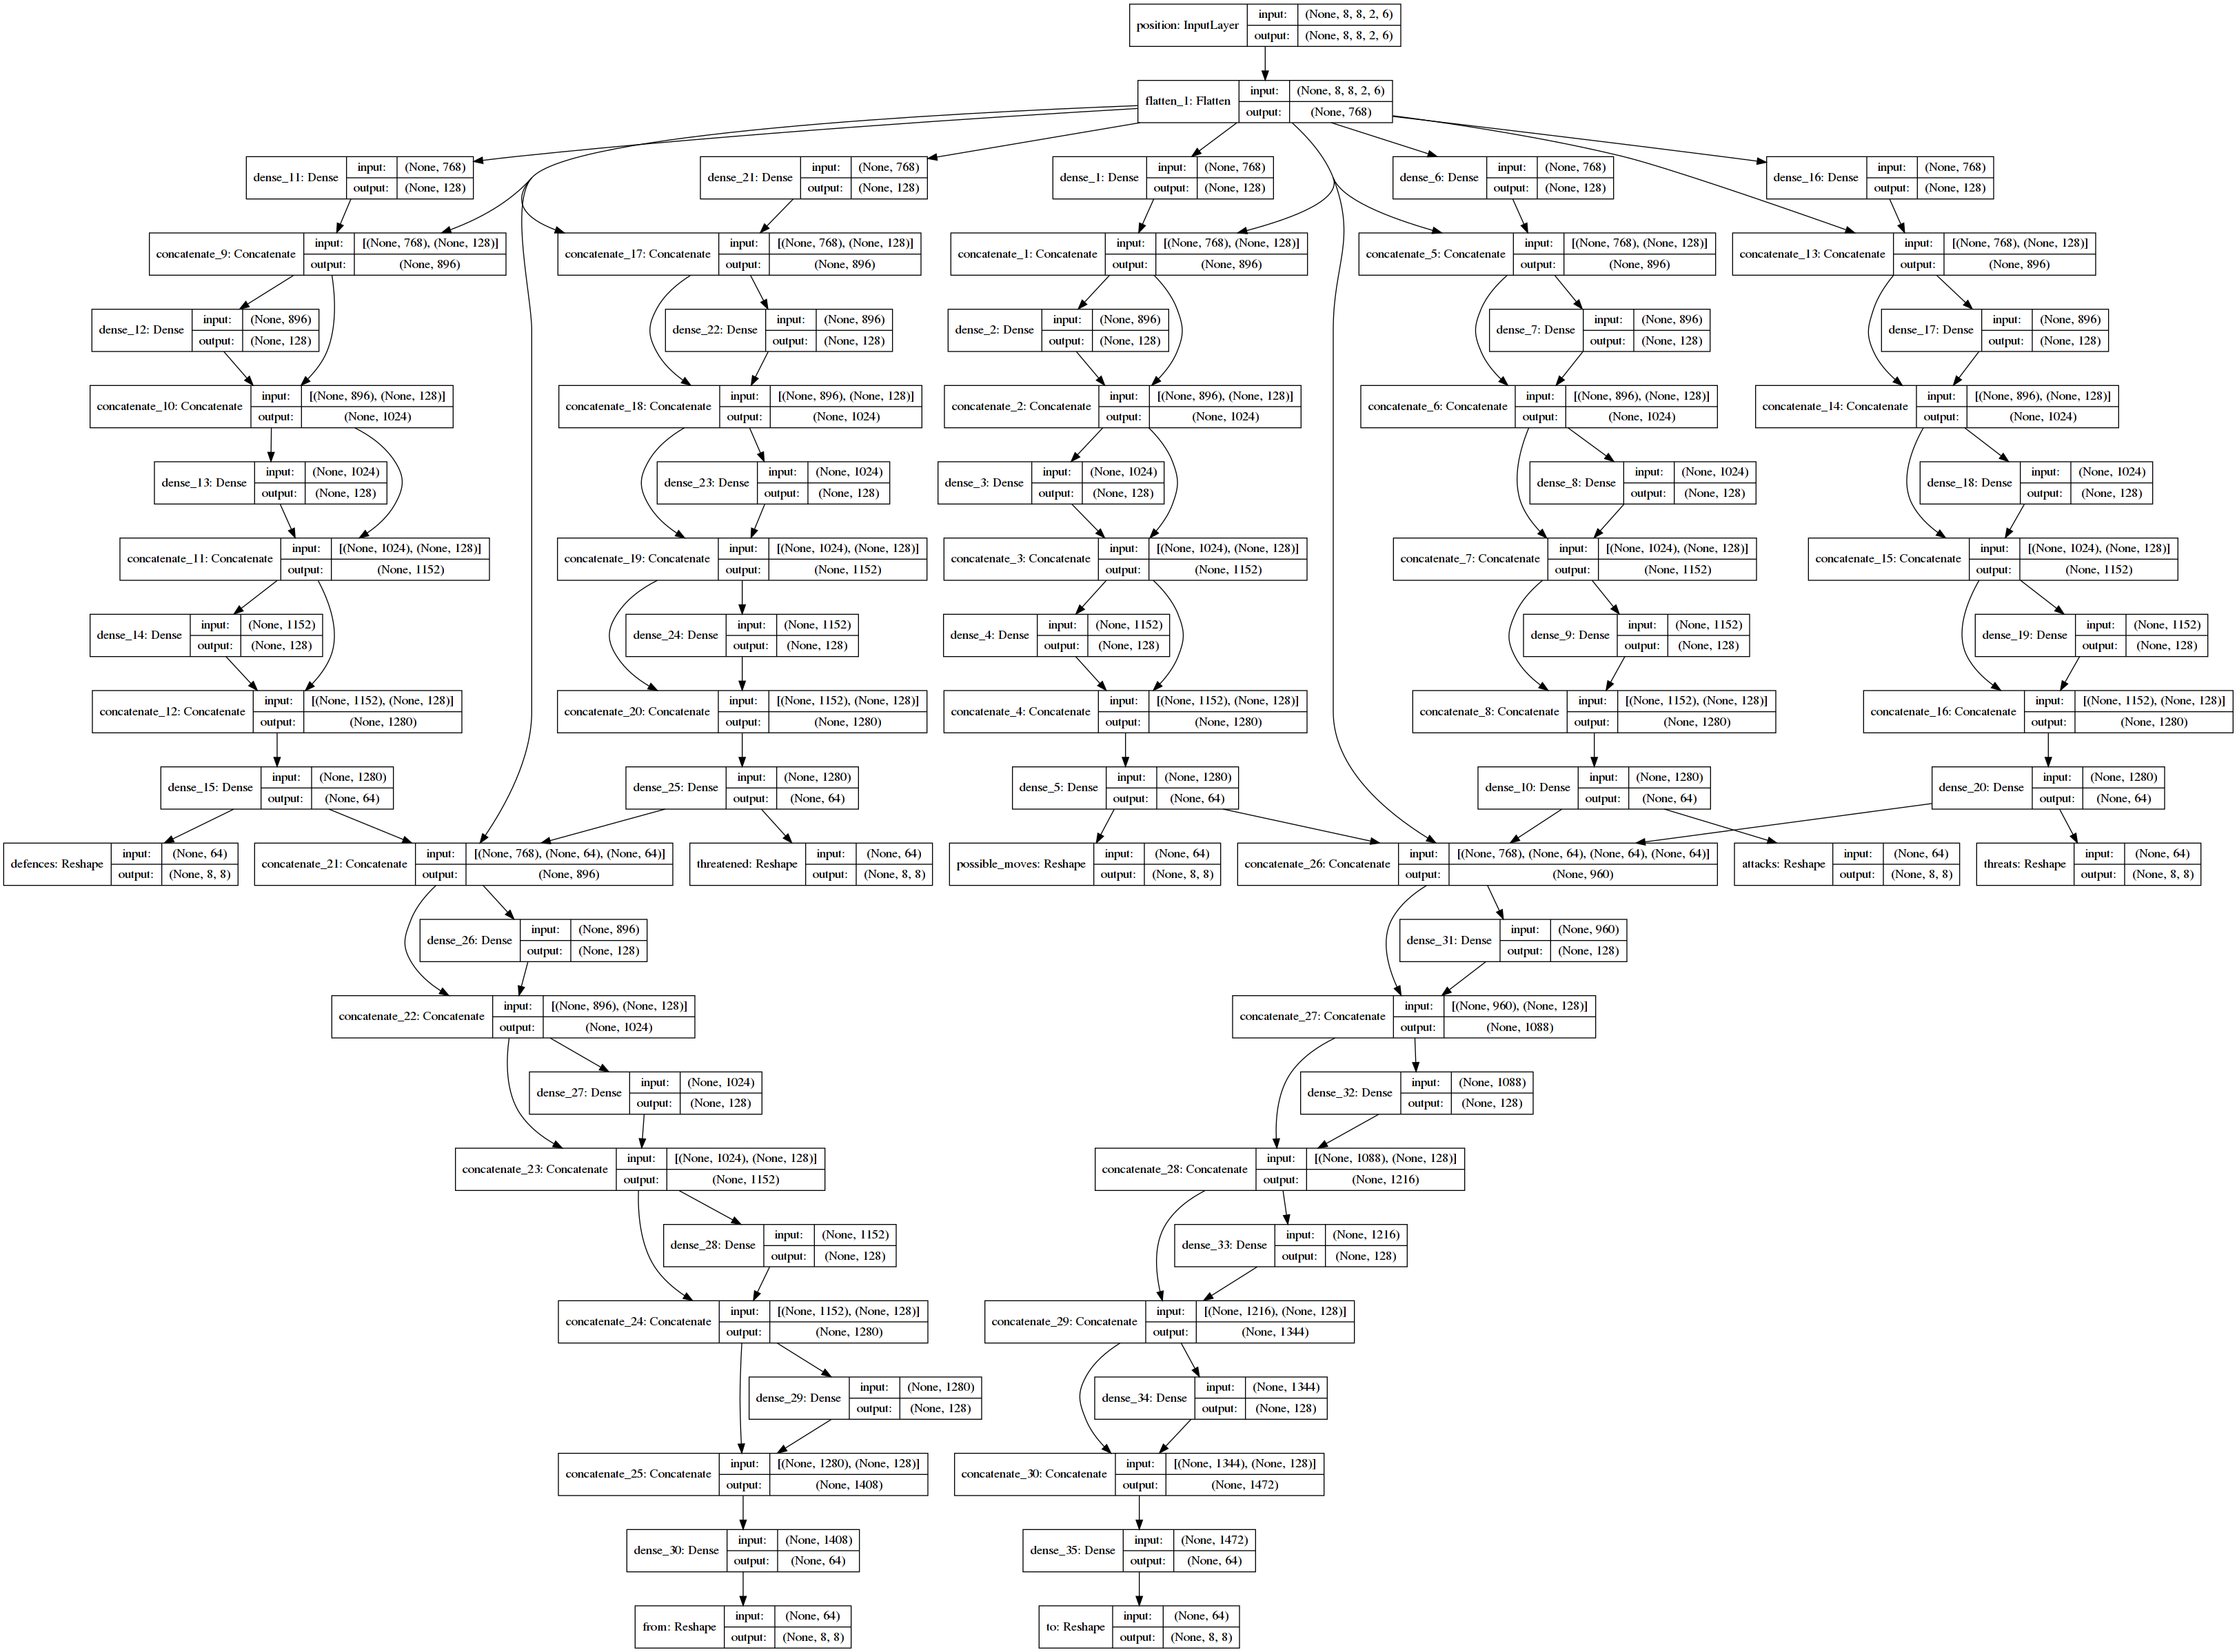 position: InputLayer input: (None, 8, 8, 2, 6)
output: (None, 8, 8, 2, 6)
flatten_1: Flatten input: (None, 8, 8, 2, 6)
output: (None, 768)
dense_11: Dense input: (None, 768)
output: (None, 128)
dense_21: Dense input: (None, 768)
output: (None, 128)
dense_1: Dense input: (None, 768)
output: (None, 128)
dense_6: Dense input: (None, 768)
output: (None, 128)
dense_16: Dense input: (None, 768)
output: (None, 128)
concatenate_9: Concatenate input: [(None, 768), (None, 128)]
output: (None, 896)
concatenate_17: Concatenate input: [(None, 768), (None, 128)]
output: (None, 896)
concatenate_1: Concatenate input: [(None, 768), (None, 128)]
output: (None, 896)
concatenate_5: Concatenate input: [(None, 768), (None, 128)]
output: (None, 896)
concatenate_13: Concatenate input: [(None, 768), (None, 128)]
output: (None, 896)
dense_12: Dense input: (None, 896)
output: (None, 128)
dense_22: Dense input: (None, 896)
output: (None, 128)
dense_2: Dense input: (None, 896)
output: (None, 128)
dense_7: Dense input: (None, 896)
output: (None, 128)
dense_17: Dense input: (None, 896)
output: (None, 128)
concatenate_10: Concatenate input: [(None, 896), (None, 128)]
output: (None, 1024)
concatenate_18: Concatenate input: [(None, 896), (None, 128)]
output: (None, 1024)
concatenate_2: Concatenate input: [(None, 896), (None, 128)]
output: (None, 1024)
concatenate_6: Concatenate input: [(None, 896), (None, 128)]
output: (None, 1024)
concatenate_14: Concatenate input: [(None, 896), (None, 128)]
output: (None, 1024)
dense_13: Dense input: (None, 1024)
output: (None, 128)
dense_23: Dense input: (None, 1024)
output: (None, 128)
dense_3: Dense input: (None, 1024)
output: (None, 128)
dense_8: Dense input: (None, 1024)
output: (None, 128)
dense_18: Dense input: (None, 1024)
output: (None, 128)
concatenate_11: Concatenate input: [(None, 1024), (None, 128)]
output: (None, 1152)
concatenate_19: Concatenate input: [(None, 1024), (None, 128)]
output: (None, 1152)
concatenate_3: Concatenate input: [(None, 1024), (None, 128)]
output: (None, 1152)
concatenate_7: Concatenate input: [(None, 1024), (None, 128)]
output: (None, 1152)
concatenate_15: Concatenate input: [(None, 1024), (None, 128)]
output: (None, 1152)
dense_14: Dense input: (None, 1152)
output: (None, 128)
dense_24: Dense input: (None, 1152)
output: (None, 128)
dense_4: Dense input: (None, 1152)
output: (None, 128)
dense_9: Dense input: (None, 1152)
output: (None, 128)
dense_19: Dense input: (None, 1152)
output: (None, 128)
concatenate_12: Concatenate input: [(None, 1152), (None, 128)]
output: (None, 1280)
concatenate_20: Concatenate input: [(None, 1152), (None, 128)]
output: (None, 1280)
concatenate_4: Concatenate input: [(None, 1152), (None, 128)]
output: (None, 1280)
concatenate_8: Concatenate input: [(None, 1152), (None, 128)]
output: (None, 1280)
concatenate_16: Concatenate input: [(None, 1152), (None, 128)]
output: (None, 1280)
dense_15: Dense input: (None, 1280)
output: (None, 64)
dense_25: Dense input: (None, 1280)
output: (None, 64)
dense_5: Dense input: (None, 1280)
output: (None, 64)
dense_10: Dense input: (None, 1280)
output: (None, 64)
dense_20: Dense input: (None, 1280)
output: (None, 64)
defences: Reshape input: (None, 64)
output: (None, 8, 8)
concatenate_21: Concatenate input: [(None, 768), (None, 64), (None, 64)]
output: (None, 896)
threatened: Reshape input: (None, 64)
output: (None, 8, 8)
possible_moves: Reshape input: (None, 64)
output: (None, 8, 8)
concatenate_26: Concatenate input: [(None, 768), (None, 64), (None, 64), (None, 64)]
output: (None, 960)
attacks: Reshape input: (None, 64)
output: (None, 8, 8)
threats: Reshape input: (None, 64)
output: (None, 8, 8)
dense_26: Dense input: (None, 896)
output: (None, 128)
dense_31: Dense input: (None, 960)
output: (None, 128)
concatenate_22: Concatenate input: [(None, 896), (None, 128)]
output: (None, 1024)
concatenate_27: Concatenate input: [(None, 960), (None, 128)]
output: (None, 1088)
dense_27: Dense input: (None, 1024)
output: (None, 128)
dense_32: Dense input: (None, 1088)
output: (None, 128)
concatenate_23: Concatenate input: [(None, 1024), (None, 128)]
output: (None, 1152)
concatenate_28: Concatenate input: [(None, 1088), (None, 128)]
output: (None, 1216)
dense_28: Dense input: (None, 1152)
output: (None, 128)
dense_33: Dense input: (None, 1216)
output: (None, 128)
concatenate_24: Concatenate input: [(None, 1152), (None, 128)]
output: (None, 1280)
concatenate_29: Concatenate input: [(None, 1216), (None, 128)]
output: (None, 1344)
dense_29: Dense input: (None, 1280)
output: (None, 128)
dense_34: Dense input: (None, 1344)
output: (None, 128)
concatenate_25: Concatenate input: [(None, 1280), (None, 128)]
output: (None, 1408)
concatenate_30: Concatenate input: [(None, 1344), (None, 128)]
output: (None, 1472)
dense_30: Dense input: (None, 1408)
output: (None, 64)
dense_35: Dense input: (None, 1472)
output: (None, 64)
from: Reshape input: (None, 64)
output: (None, 8, 8)
to: Reshape input: (None, 64)
output: (None, 8, 8)